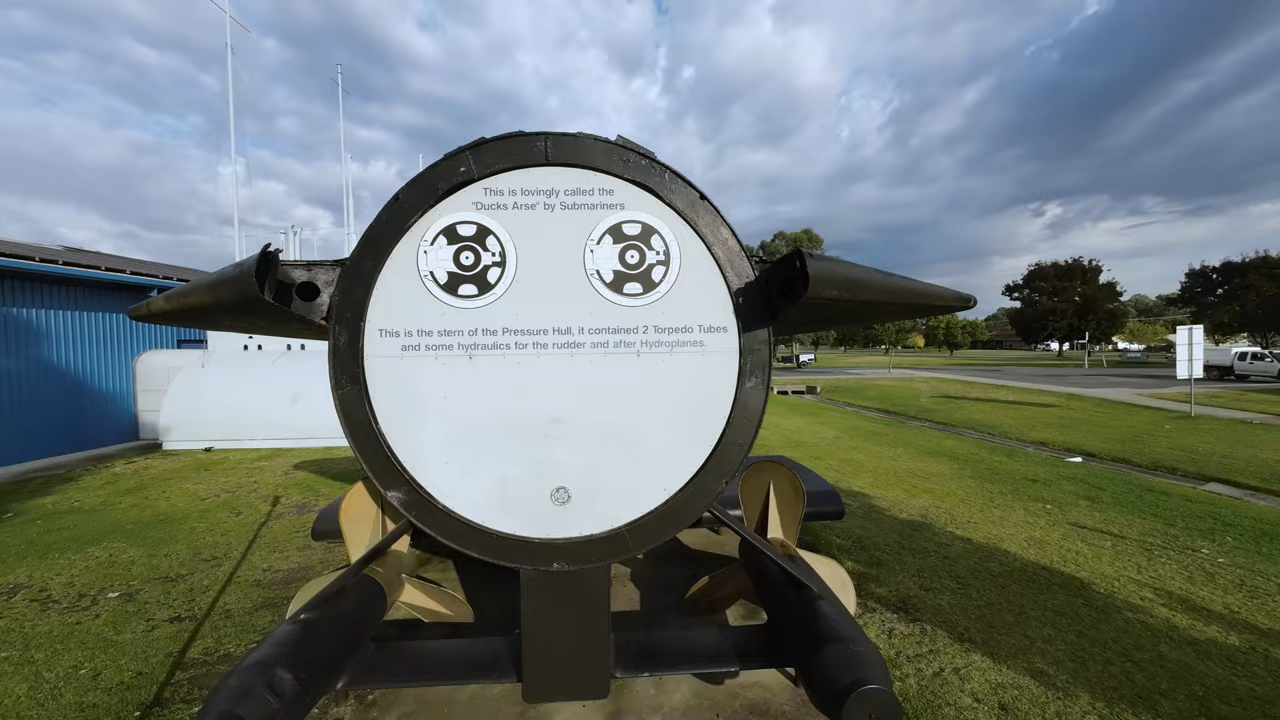 This is lovingly called the
"Ducks Arse" by Submariners
This is the stern of the Pressure Hull, it contained 2 Torpedo Tubes
and some hydraulics for the rudder and after Hydroplanes.